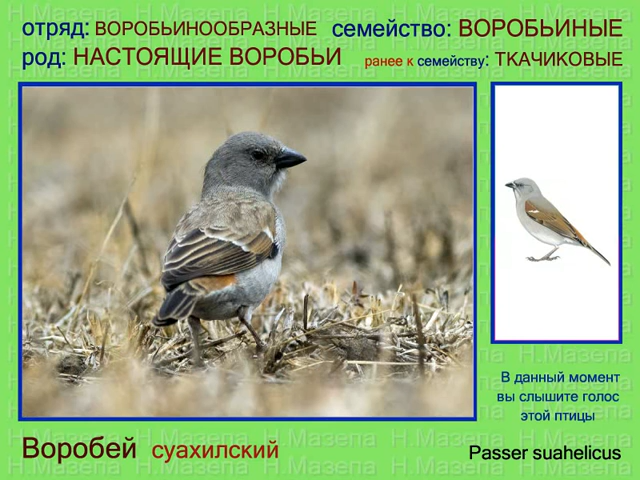 отряд: ВОРОБЬИНООБРАЗНЫЕ семейство: ВОРОБЬИНЫЕ
род: НАСТОЯЩИЕ ВОРОБЬИ ранее к семейству: ТКАЧИКОВЫЕ
В данный момент
вы слышите голос
этой птицы
Воробей суахилский Passer suahelicus
Н.Мазепа